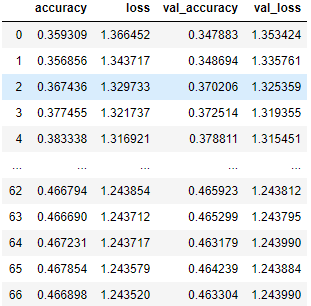 accuracy loss val_accuracy val_loss
0 0.359309 1.366452 0.347883 1.353424
1 0.356856 1.343717 0.348694 1.335761
2 0.367436 1.329733 0.370206 1.325359
3 0.377455 1.321737 0.372514 1.319355
4 0.383338 1.316921 0.378811 1.315451
... ... ... ... ...
62 0.466794 1.243854 0.465923 1.243812
63 0.466690 1.243712 0.465299 1.243795
64 0.467231 1.243717 0.463179 1.243990
65 0.467854 1.243579 0.464239 1.243884
66 0.466898 1.243520 0.463304 1.243990